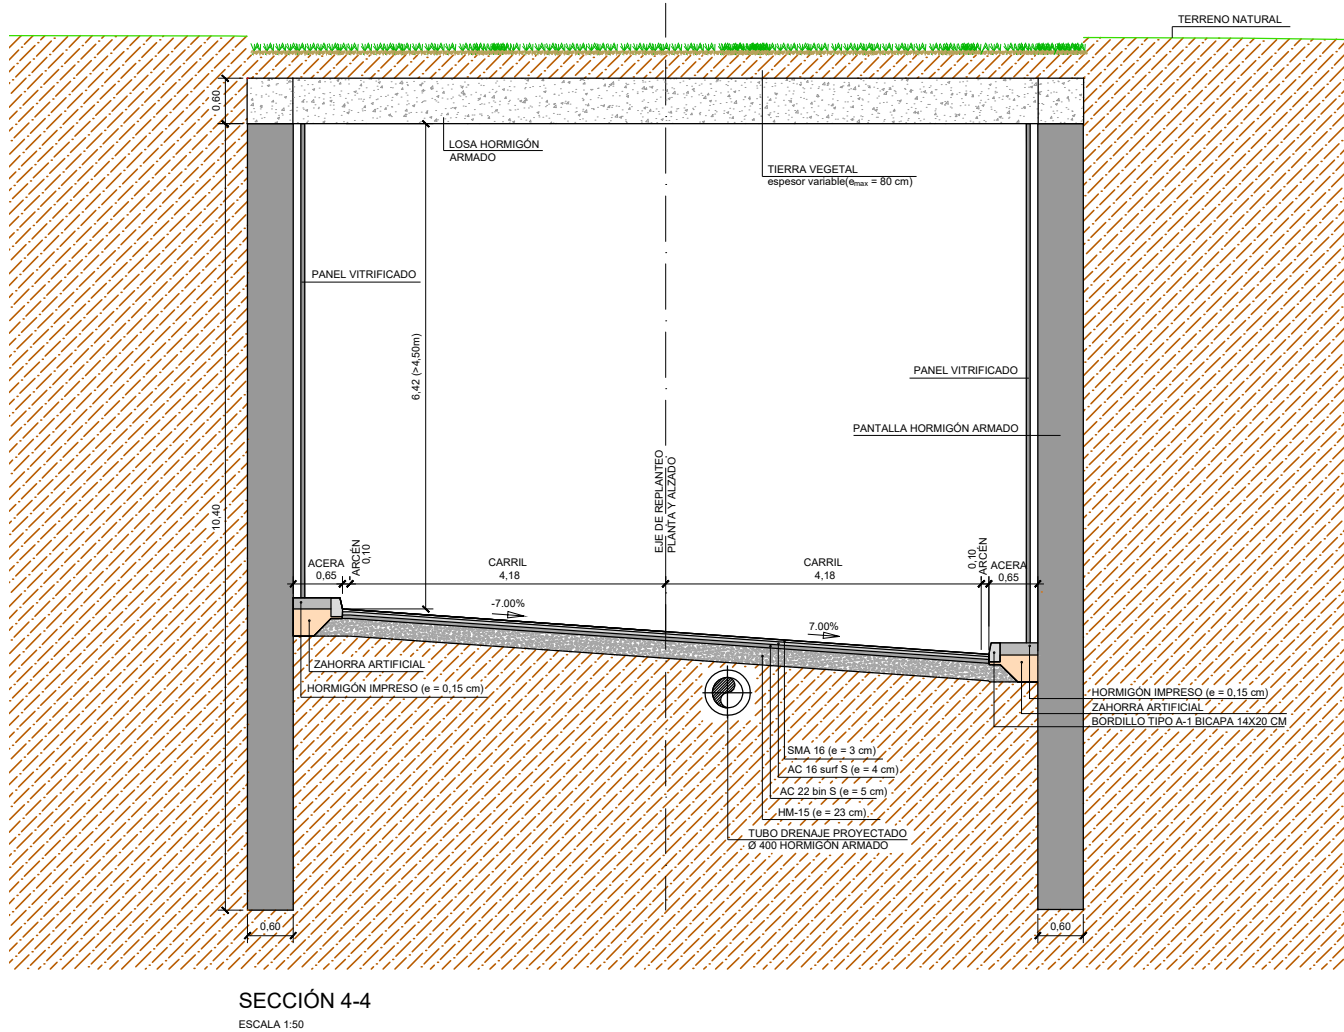 TERRENO NATURAL
0,60
LOSA HORMIGÓN
ARMADO
TIERRA VEGETAL
espesor variable(emax = 80 cm)
PANEL VITRIFICADO
6,42 (>4,50m)
PANEL VITRIFICADO
PANTALLA HORMIGÓN ARMADO
10,40
EJE DE REPLANTEO
PLANTA Y ALZADO
ACERA
0,65
ARCÉN
0,10
CARRIL
4,18
CARRIL
4,18
0,10
ARCÉN
ACERA
0,65
-7.00%
7.00%
ZAHORRA ARTIFICIAL
HORMIGÓN IMPRESO (e = 0,15 cm)
HORMIGÓN IMPRESO (e = 0,15 cm)
ZAHORRA ARTIFICIAL
BORDILLO TIPO A-1 BICAPA 14X20 CM
SMA 16 (e = 3 cm)
AC 16 surf S (e = 4 cm)
AC 22 bin S (e = 5 cm)
HM-15 (e = 23 cm)
TUBO DRENAJE PROYECTADO
Ø 400 HORMIGÓN ARMADO
0,60
0,60
SECCIÓN 4-4
ESCALA 1:50